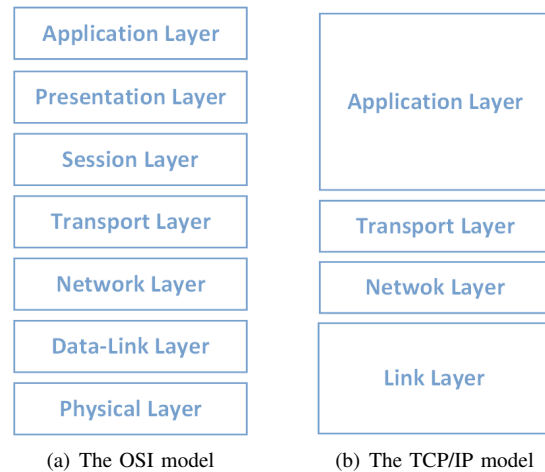 Application Layer
Presentation Layer
Session Layer
Transport Layer
Network Layer
Data-Link Layer
Physical Layer
(a) The OSI model
Application Layer
Transport Layer
Netwok Layer
Link Layer
(b) The TCP/IP model